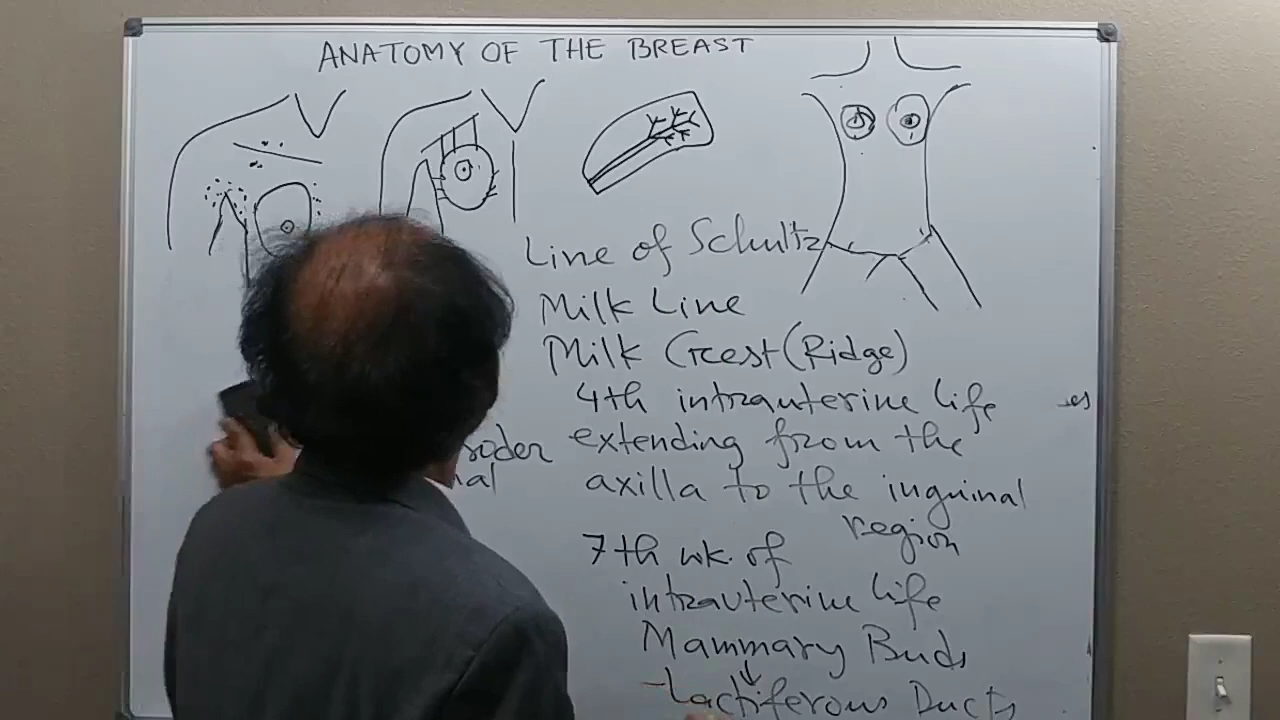 ANATOMY OF THE BREAST
Line of Schultz
Milk Line
Milk Crest (Ridge)
4th intrauterine life
extending from the
axilla to the inguinal
region
7th wk. of
intrauterine life
Mammary Buds
Lactiferous Ducts